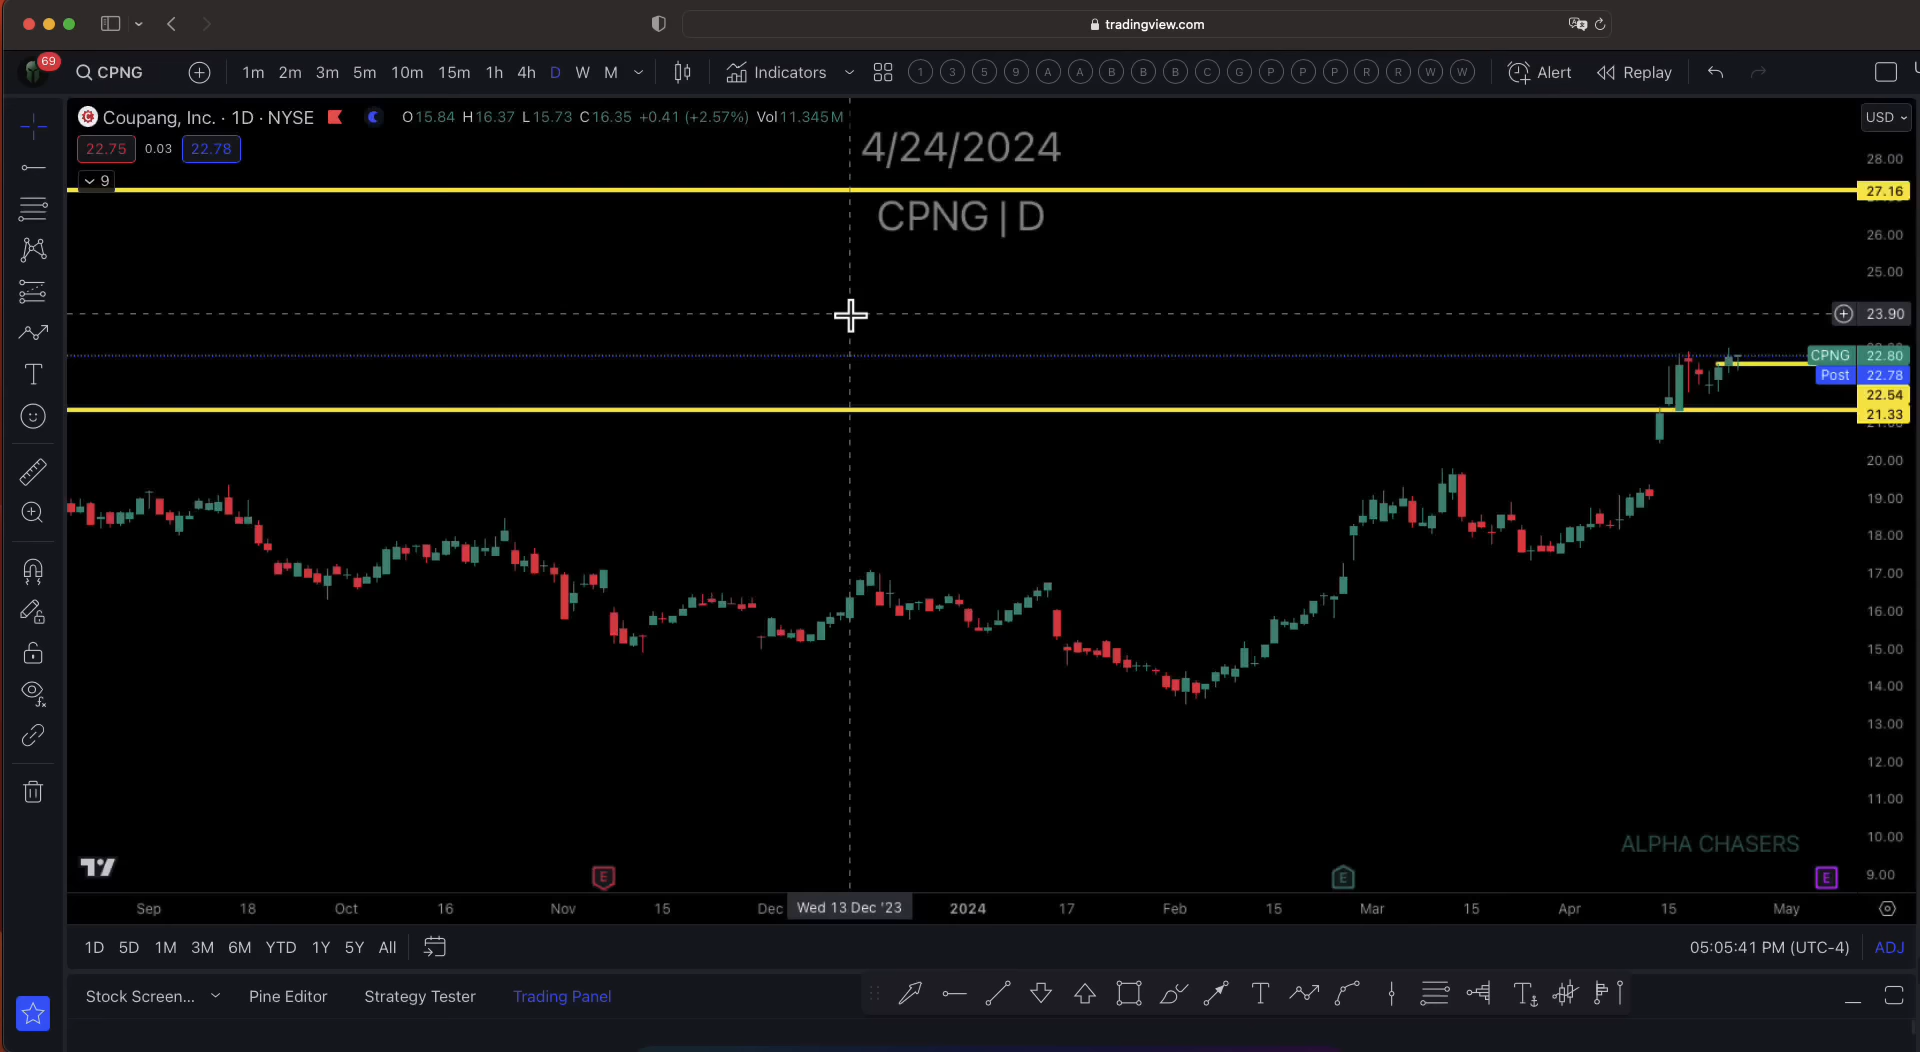 tradingview.com
69
CPNG 1m 2m 3m 5m 10m 15m 1h 4h D W M Indicators 1 3 5 9 A A B B B C G P P P R R W W Alert Replay
Coupang, Inc. · 1D · NYSE O15.84 H16.37 L15.73 C16.35 +0.41 (+2.57%) Vol11.345M
USD
22.75 0.03 22.78
9
4/24/2024
CPNG | D
28.00
27.16
26.00
25.00
23.90
CPNG 22.80
Post 22.78
22.54
21.33
20.00
19.00
18.00
17.00
16.00
15.00
14.00
13.00
12.00
11.00
10.00
9.00
ALPHA CHASERS
E E E
Sep 18 Oct 16 Nov 15 Dec Wed 13 Dec '23 2024 17 Feb 15 Mar 15 Apr 15 May
1D 5D 1M 3M 6M YTD 1Y 5Y All 05:05:41 PM (UTC-4) ADJ
Stock Screen... Pine Editor Strategy Tester Trading Panel